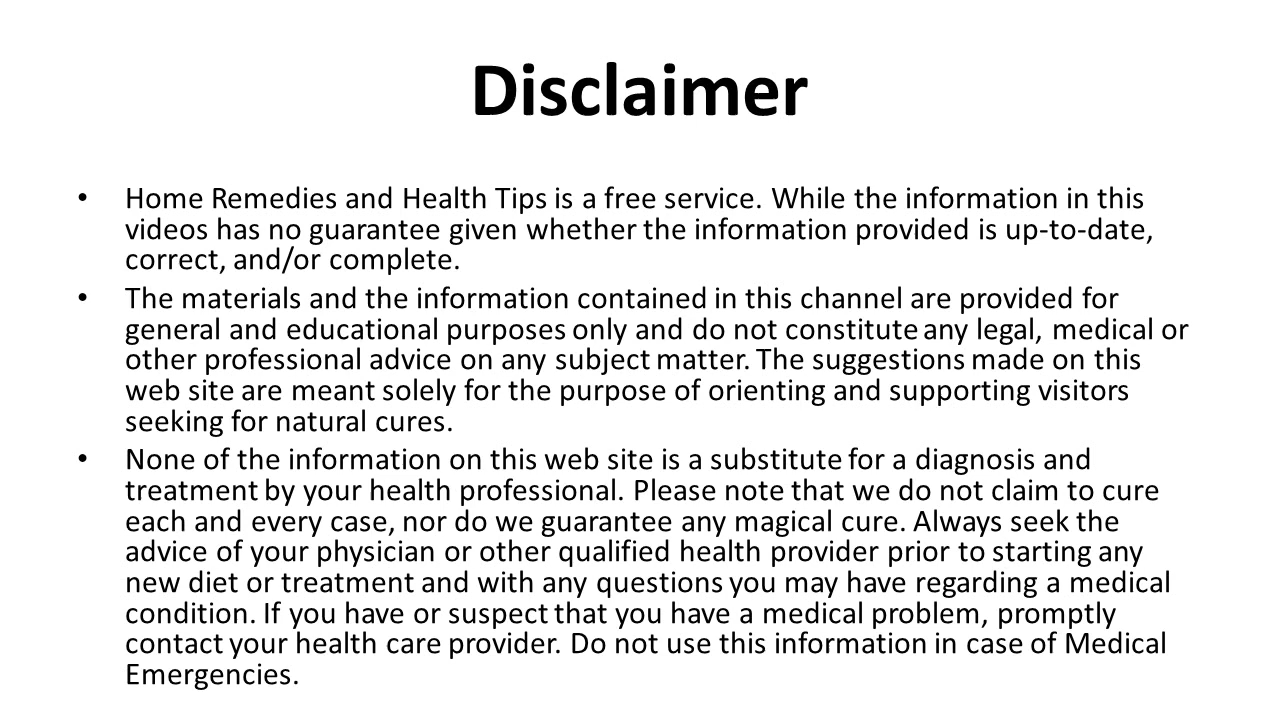 Disclaimer
• Home Remedies and Health Tips is a free service. While the information in this
videos has no guarantee given whether the information provided is up-to-date,
correct, and/or complete.
• The materials and the information contained in this channel are provided for
general and educational purposes only and do not constitute any legal, medical or
other professional advice on any subject matter. The suggestions made on this
web site are meant solely for the purpose of orienting and supporting visitors
seeking for natural cures.
• None of the information on this web site is a substitute for a diagnosis and
treatment by your health professional. Please note that we do not claim to cure
each and every case, nor do we guarantee any magical cure. Always seek the
advice of your physician or other qualified health provider prior to starting any
new diet or treatment and with any questions you may have regarding a medical
condition. If you have or suspect that you have a medical problem, promptly
contact your health care provider. Do not use this information in case of Medical
Emergencies.